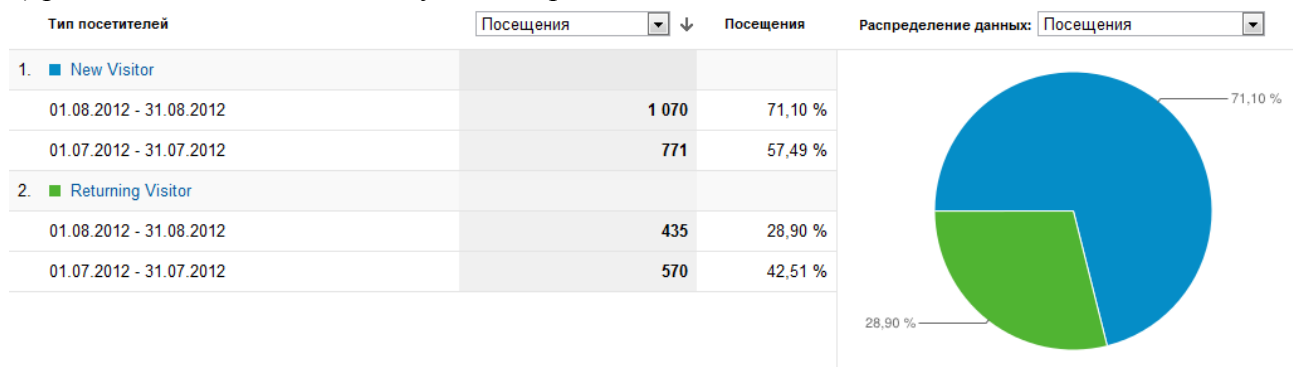 Тип посетителей Посещения Посещения Распределение данных: Посещения
1. New Visitor
01.08.2012 - 31.08.2012 1 070 71,10 %
01.07.2012 - 31.07.2012 771 57,49 %
2. Returning Visitor
01.08.2012 - 31.08.2012 435 28,90 %
01.07.2012 - 31.07.2012 570 42,51 %
71,10 %
28,90 %